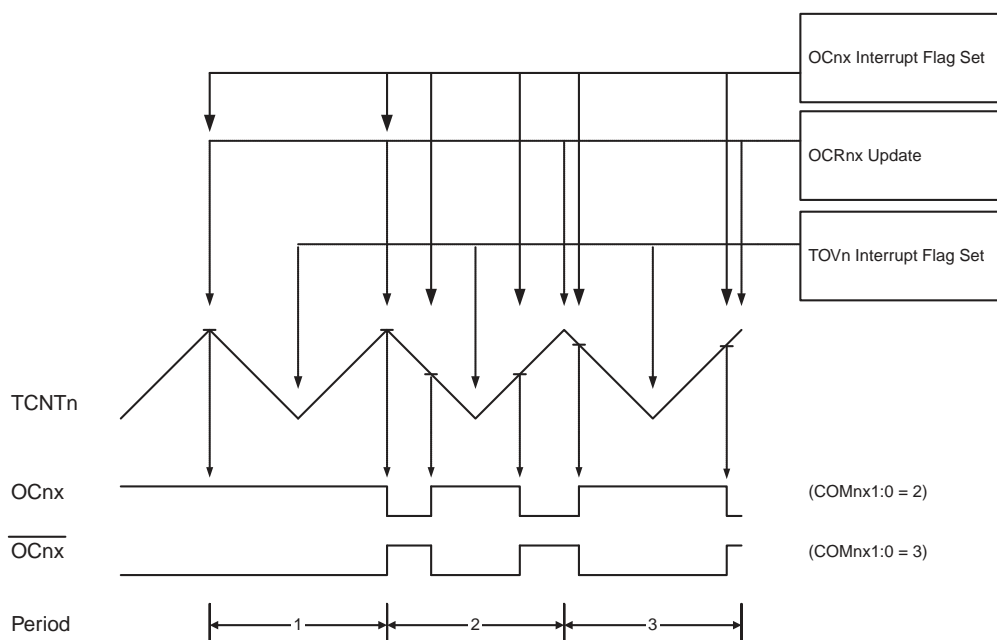 OCnx Interrupt Flag Set
OCRnx Update
TOVn Interrupt Flag Set
TCNTn
OCnx
(COMnx1:0 = 2)
OCnx
(COMnx1:0 = 3)
Period
1
2
3